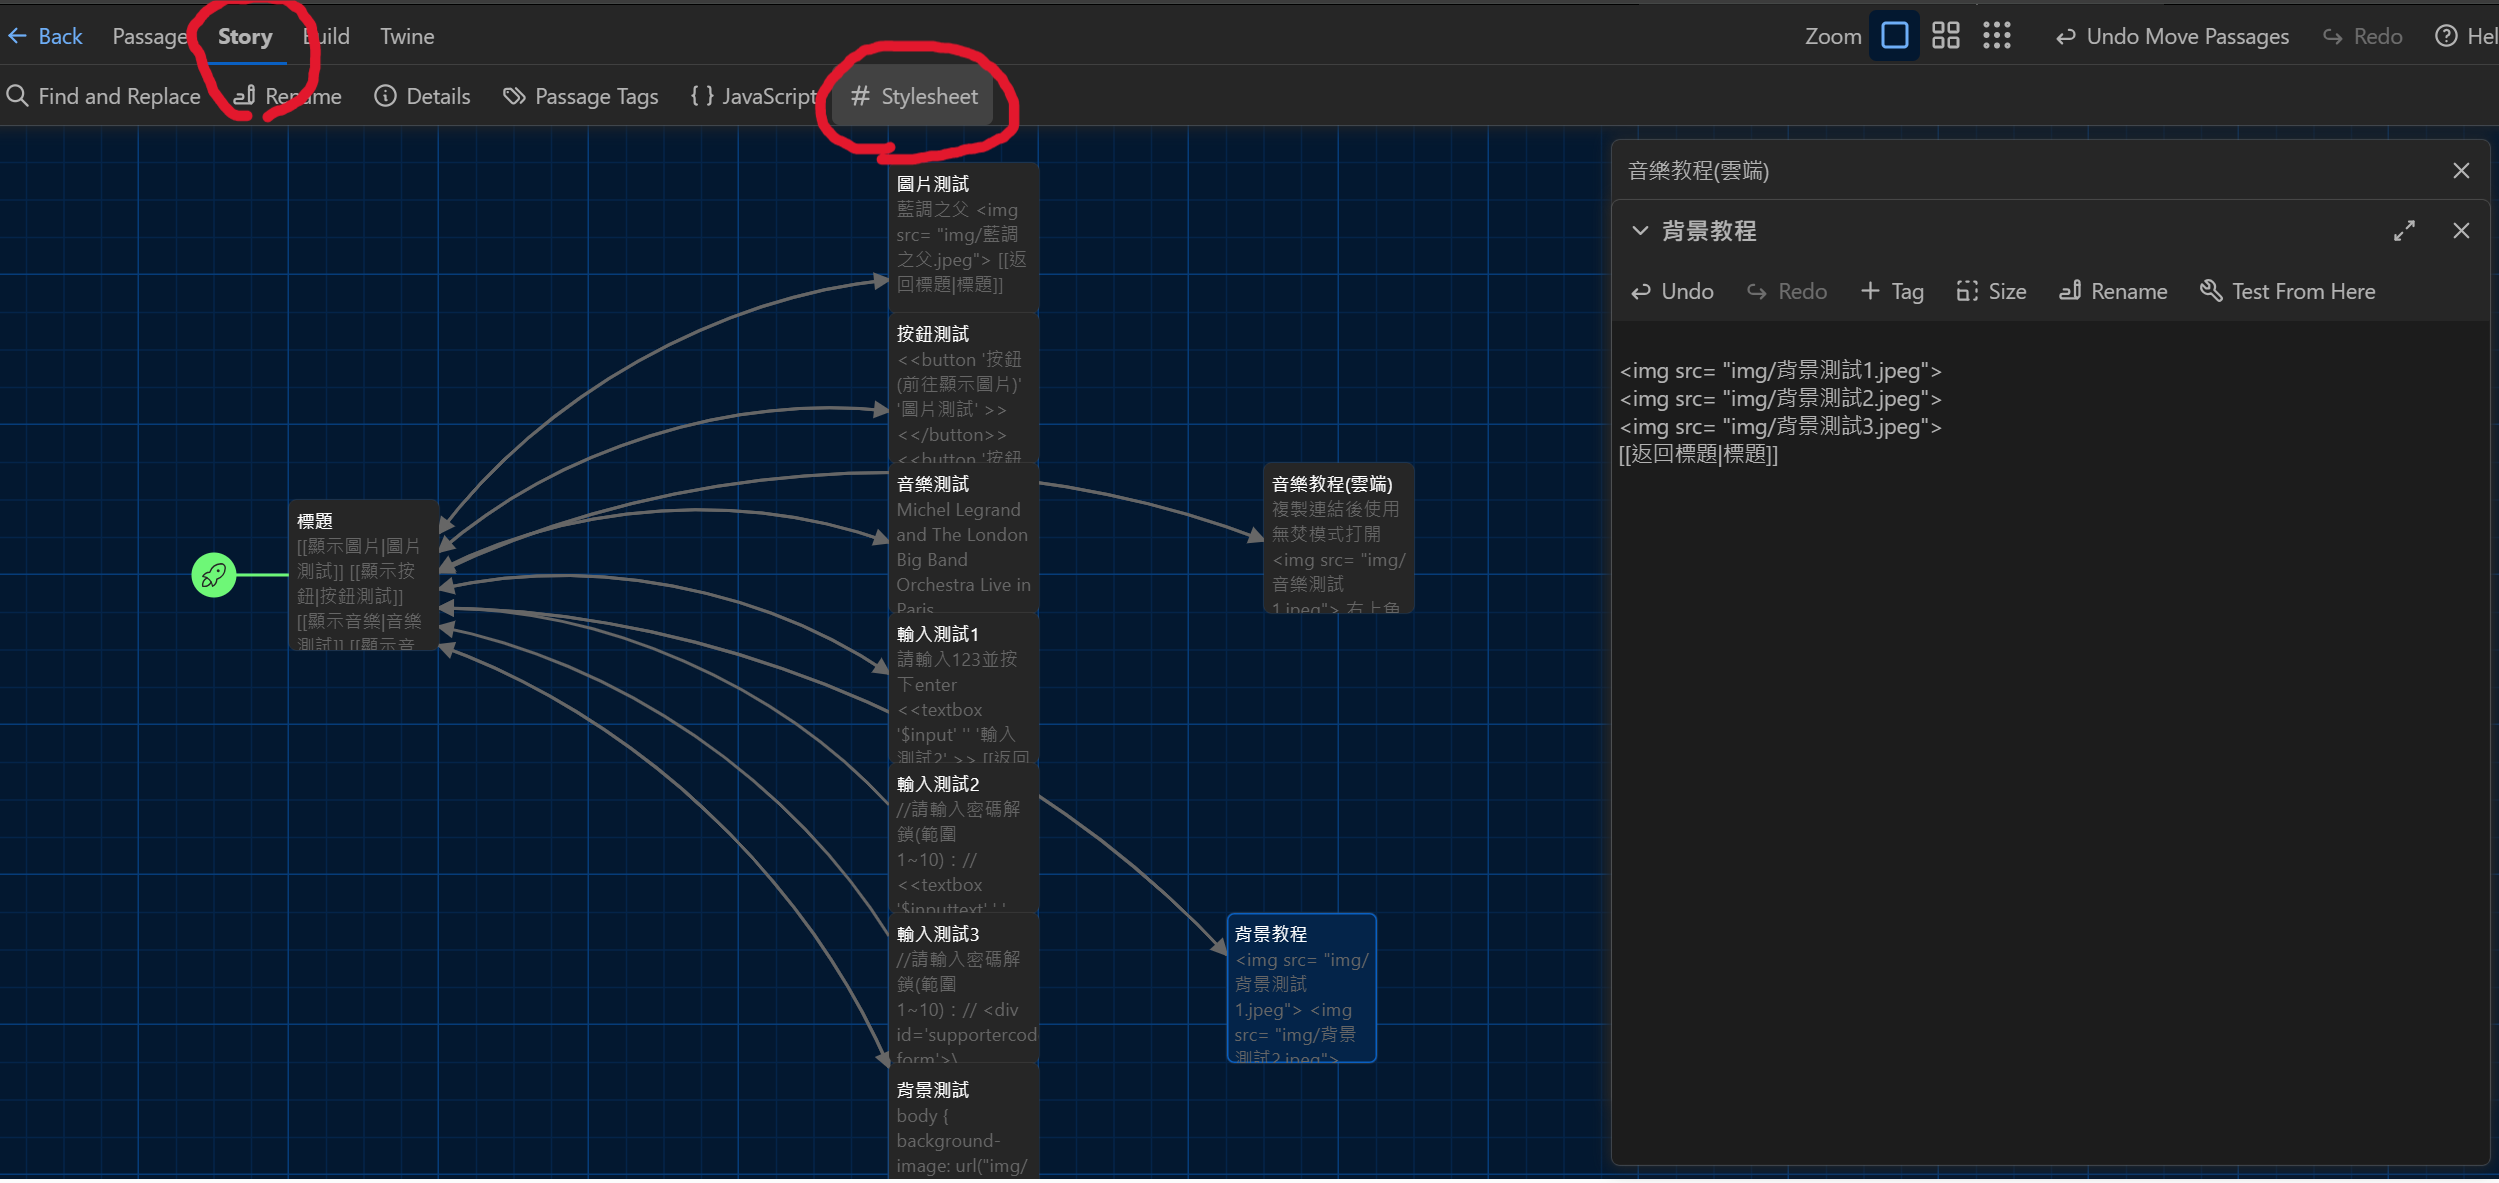 Back Passage Story Build Twine Zoom Undo Move Passages Redo Hel
Find and Replace Rename Details Passage Tags { } JavaScript # Stylesheet
圖片測試
藍調之父 <img
src= "img/藍調
之父.jpeg"> [[返
回標題|標題]]
按鈕測試
<<button '按鈕
(前往顯示圖片)'
'圖片測試' >>
<</button>>
<<button '按鈕
音樂測試
Michel Legrand
and The London
Big Band
Orchestra Live in
Paris
標題
[[顯示圖片|圖片
測試]] [[顯示按
鈕|按鈕測試]]
[[顯示音樂|音樂
測試]] [[顯示音
音樂教程(雲端)
複製連結後使用
無焚模式打開
<img src= "img/
音樂測試
1.jpeg"> 右上角
輸入測試1
請輸入123並按
下enter
<<textbox
'$input' '' '輸入
測試2' >> [[返回
輸入測試2
//請輸入密碼解
鎖(範圍
1~10)：//
<<textbox
'$inputtext' ' '
輸入測試3
//請輸入密碼解
鎖(範圍
1~10)：// <div
id='supportercod
form'>\
背景教程
<img src= "img/
背景測試
1.jpeg"> <img
src= "img/背景
測試2.jpeg">
背景測試
body {
background-
image: url("img/
音樂教程(雲端)
背景教程
Undo Redo + Tag Size Rename Test From Here
<img src= "img/背景測試1.jpeg">
<img src= "img/背景測試2.jpeg">
<img src= "img/背景測試3.jpeg">
[[返回標題|標題]]